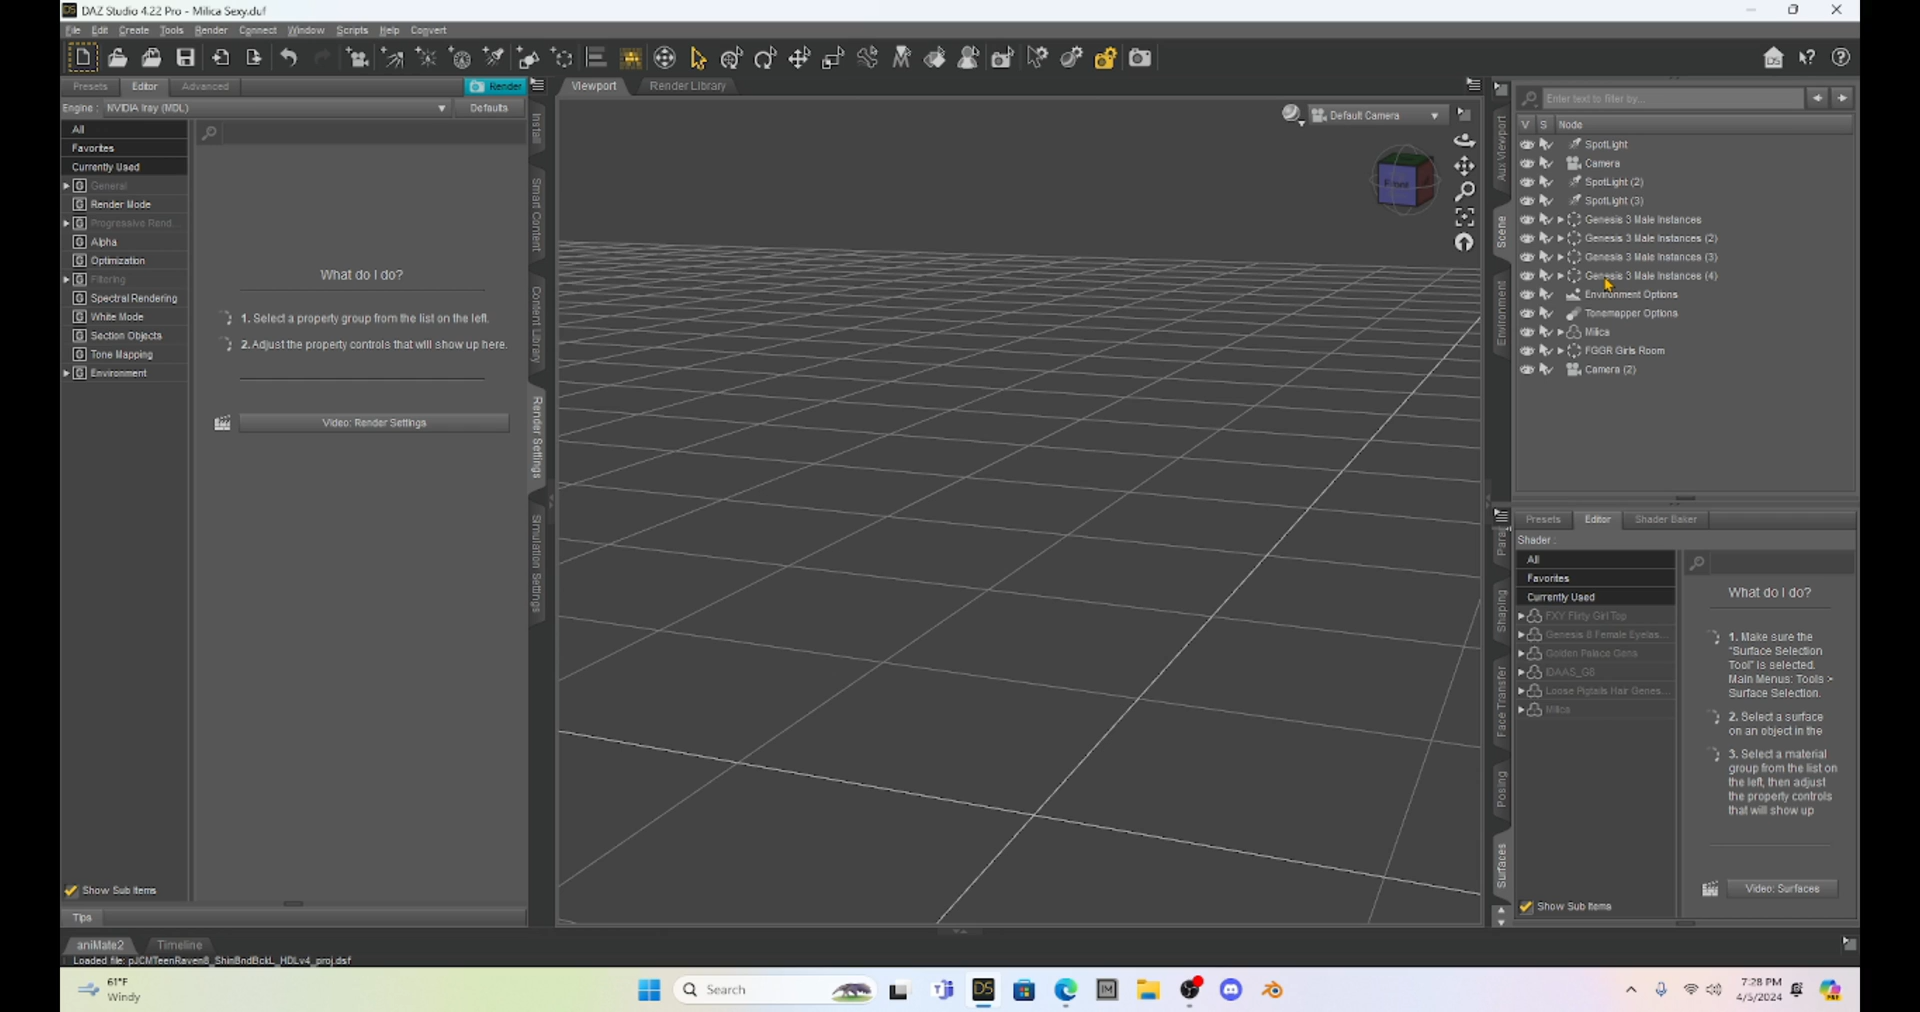 DAZ Studio 4.22 Pro - Milica Sexy.duf
File Edit Create Tools Render Connect Window Scripts Help Convert
Presets Editor Advanced Render
Engine : NVIDIA Iray (MDL) Defaults
All
Favorites
Currently Used
General
Render Mode
Progressive Rend...
Alpha
Optimization
Filtering
Spectral Rendering
White Mode
Section Objects
Tone Mapping
Environment
What do I do?
1. Select a property group from the list on the left.
2. Adjust the property controls that will show up here.
Video: Render Settings
Show Sub Items
Tips
Install
Smart Content
Content Library
Render Settings
Simulation Settings
Viewport Render Library
Default Camera
Front
Aux Viewport
Scene
Environment
Enter text to filter by...
V S Node
SpotLight
Camera
SpotLight (2)
SpotLight (3)
Genesis 3 Male Instances
Genesis 3 Male Instances (2)
Genesis 3 Male Instances (3)
Genesis 3 Male Instances (4)
Environment Options
Tonemapper Options
Milica
FGGR Girls Room
Camera (2)
Para
Shaping
Face Transfer
Posing
Surfaces
Presets Editor Shader Baker
Shader :
All
Favorites
Currently Used
FXY Flirty Girl Top
Genesis 8 Female Eyelas...
Golden Palace Gens
IDAAS_G8
Loose Pigtails Hair Genes...
Milica
What do I do?
1. Make sure the
"Surface Selection
Tool" is selected.
Main Menus: Tools >
Surface Selection.
2. Select a surface
on an object in the
3. Select a material
group from the list on
the left, then adjust
the property controls
that will show up
Video: Surfaces
Show Sub Items
aniMate2 Timeline
Loaded file: pJCMTeenRaven8_ShinBndBckL_HDLv4_proj.dsf
61°F
Windy
Search
7:28 PM
4/5/2024